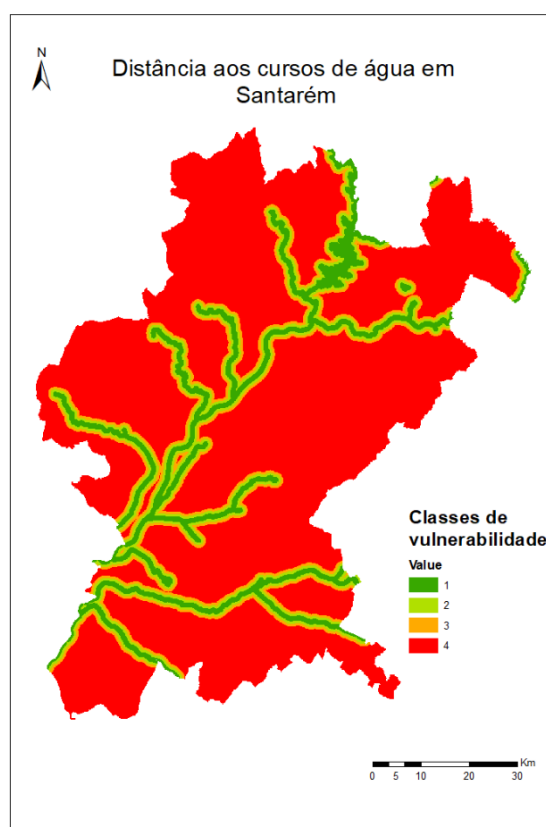 N
Distância aos cursos de água em
Santarém
Classes de
vulnerabilidade
Value
1
2
3
4
Km
0 5 10 20 30